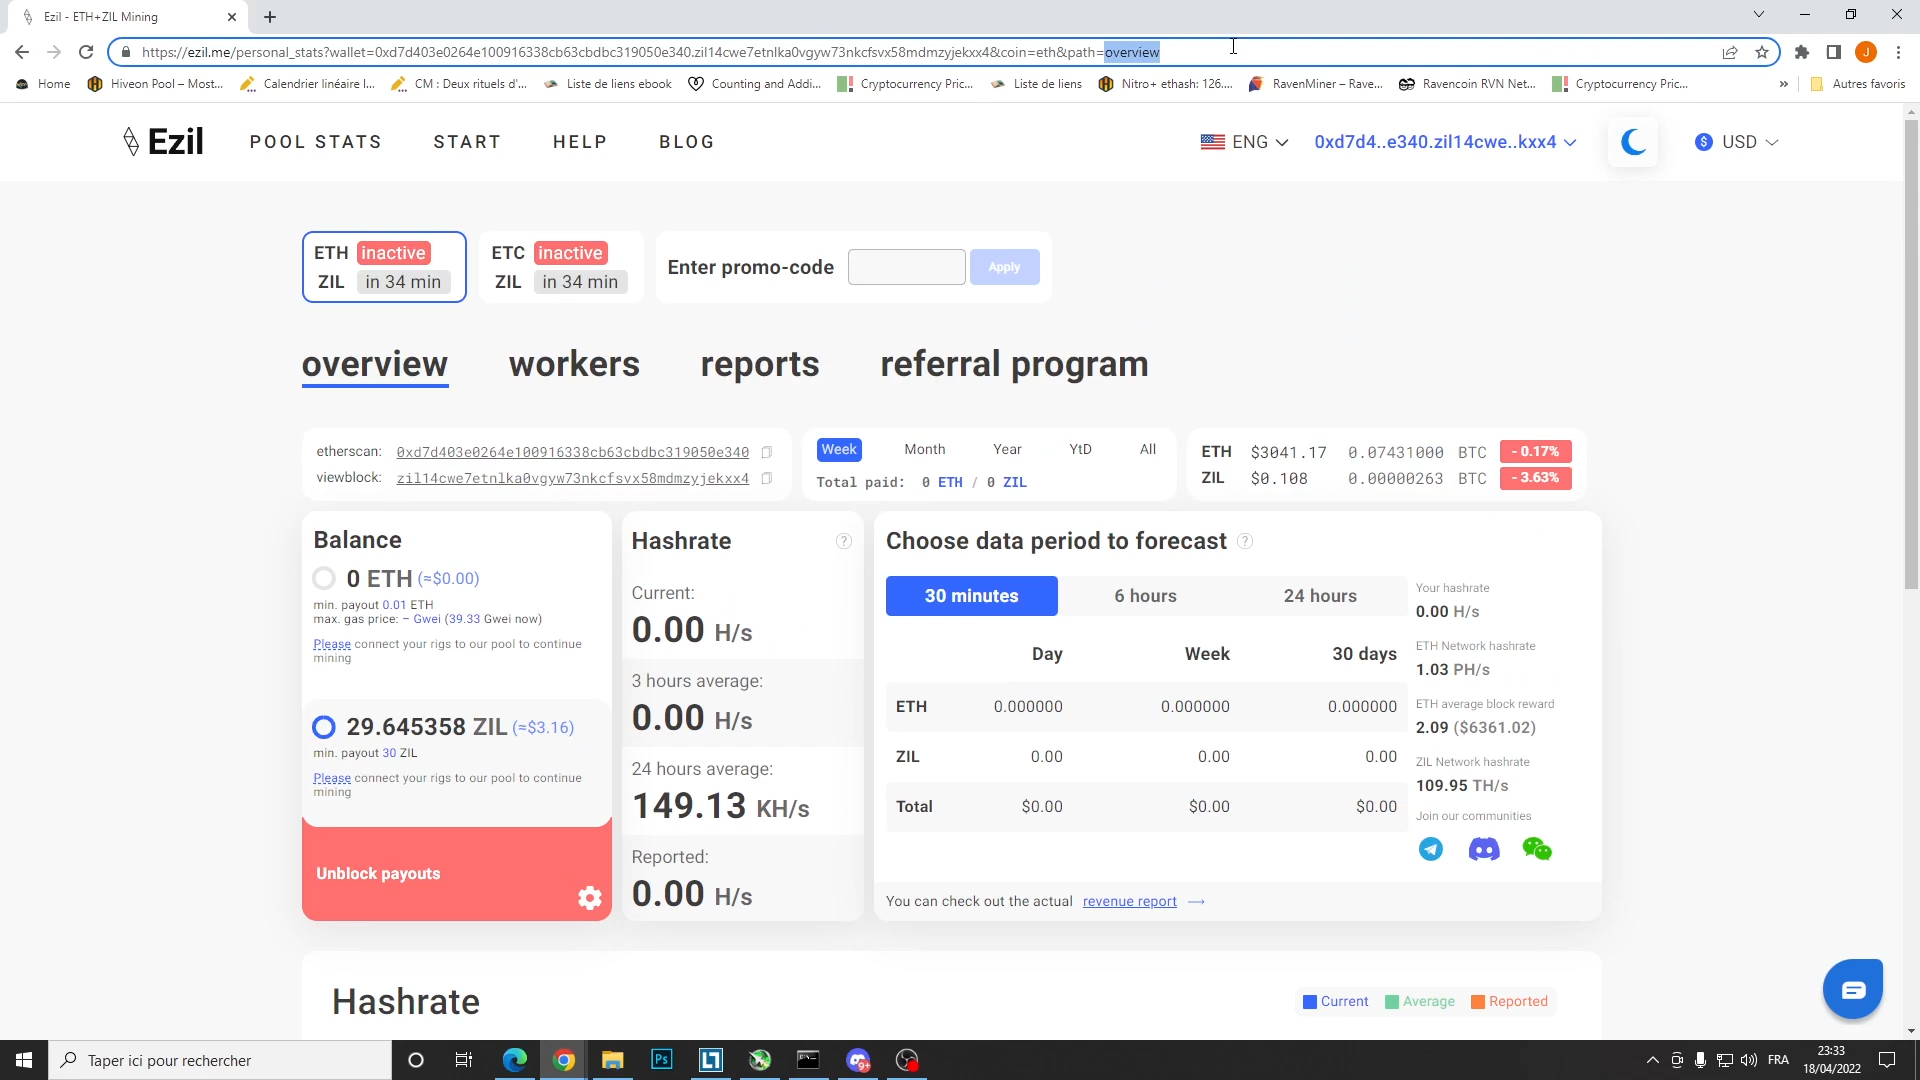 Ezil - ETH+ZIL Mining
https://ezil.me/personal_stats?wallet=0xd7d403e0264e100916338cb63cbdbc319050e340.zil14cwe7etnlka0vgyw73nkcfsvx58mdmzyjekxx4&coin=eth&path=overview
J
Home
Hiveon Pool – Most...
Calendrier linéaire l...
CM : Deux rituels d'...
Liste de liens ebook
Counting and Addi...
Cryptocurrency Pric...
Liste de liens
Nitro+ ethash: 126....
RavenMiner – Rave...
Ravencoin RVN Net...
Cryptocurrency Pric...
»
Autres favoris
Ezil
POOL STATS
START
HELP
BLOG
ENG
0xd7d4..e340.zil14cwe..kxx4
$ USD
ETH inactive
ZIL in 34 min
ETC inactive
ZIL in 34 min
Enter promo-code
Apply
overview
workers
reports
referral program
etherscan: 0xd7d403e0264e100916338cb63cbdbc319050e340
viewblock: zil14cwe7etnlka0vgyw73nkcfsvx58mdmzyjekxx4
Week Month Year YtD All
Total paid: 0 ETH / 0 ZIL
ETH $3041.17 0.07431000 BTC - 0.17%
ZIL $0.108 0.00000263 BTC - 3.63%
Balance
0 ETH (≈$0.00)
min. payout 0.01 ETH
max. gas price: – Gwei (39.33 Gwei now)
Please connect your rigs to our pool to continue
mining
29.645358 ZIL (≈$3.16)
min. payout 30 ZIL
Please connect your rigs to our pool to continue
mining
Unblock payouts
Hashrate ?
Current:
0.00 H/s
3 hours average:
0.00 H/s
24 hours average:
149.13 KH/s
Reported:
0.00 H/s
Choose data period to forecast ?
30 minutes 6 hours 24 hours
Day Week 30 days
ETH 0.000000 0.000000 0.000000
ZIL 0.00 0.00 0.00
Total $0.00 $0.00 $0.00
Your hashrate
0.00 H/s
ETH Network hashrate
1.03 PH/s
ETH average block reward
2.09 ($6361.02)
ZIL Network hashrate
109.95 TH/s
Join our communities
You can check out the actual revenue report →
Hashrate
Current Average Reported
Taper ici pour rechercher
Ps
9+
FRA
23:33
18/04/2022